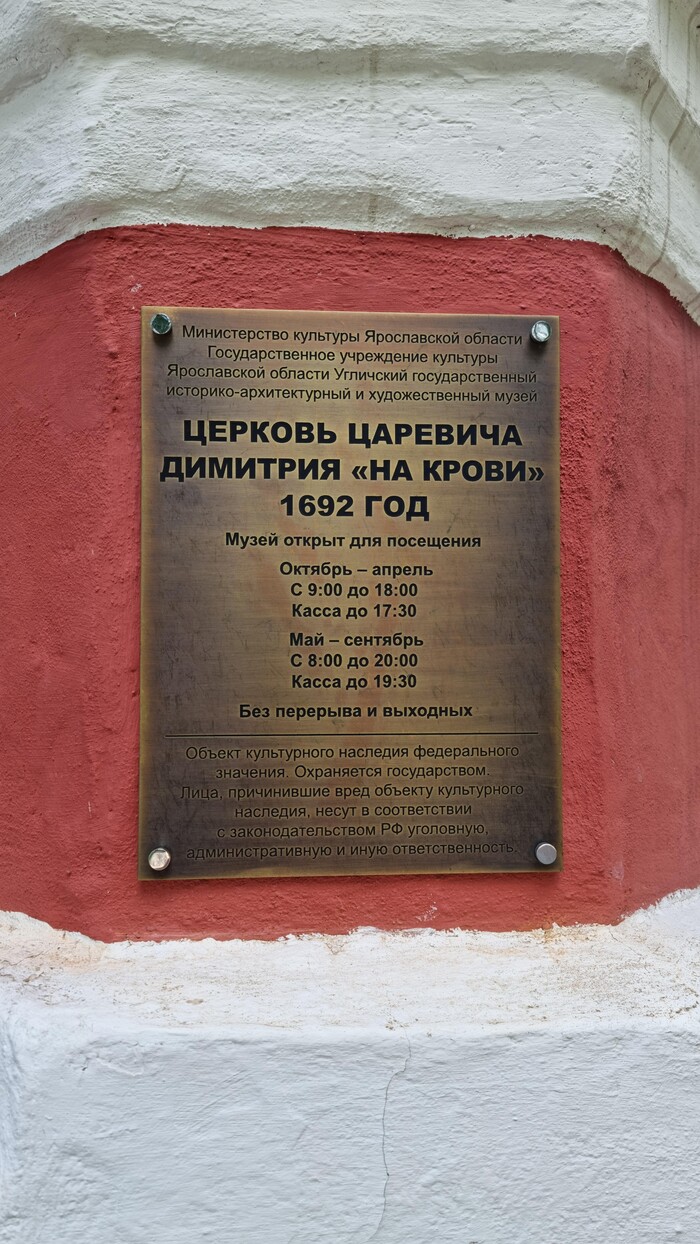 Министерство культуры Ярославской области
Государственное учреждение культуры
Ярославской области Угличский государственный
историко-архитектурный и художественный музей
ЦЕРКОВЬ ЦАРЕВИЧА
ДИМИТРИЯ «НА КРОВИ»
1692 ГОД
Музей открыт для посещения
Октябрь – апрель
С 9:00 до 18:00
Касса до 17:30
Май – сентябрь
С 8:00 до 20:00
Касса до 19:30
Без перерыва и выходных
Объект культурного наследия федерального
значения. Охраняется государством.
Лица, причинившие вред объекту культурного
наследия, несут в соответствии
с законодательством РФ уголовную,
административную и иную ответственность.